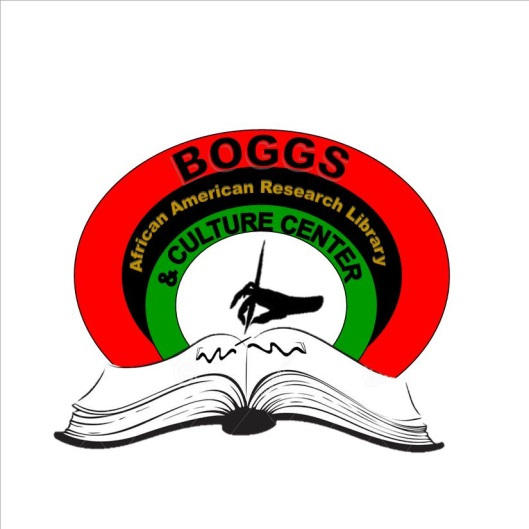 BOGGS
African American Research Library
& CULTURE CENTER